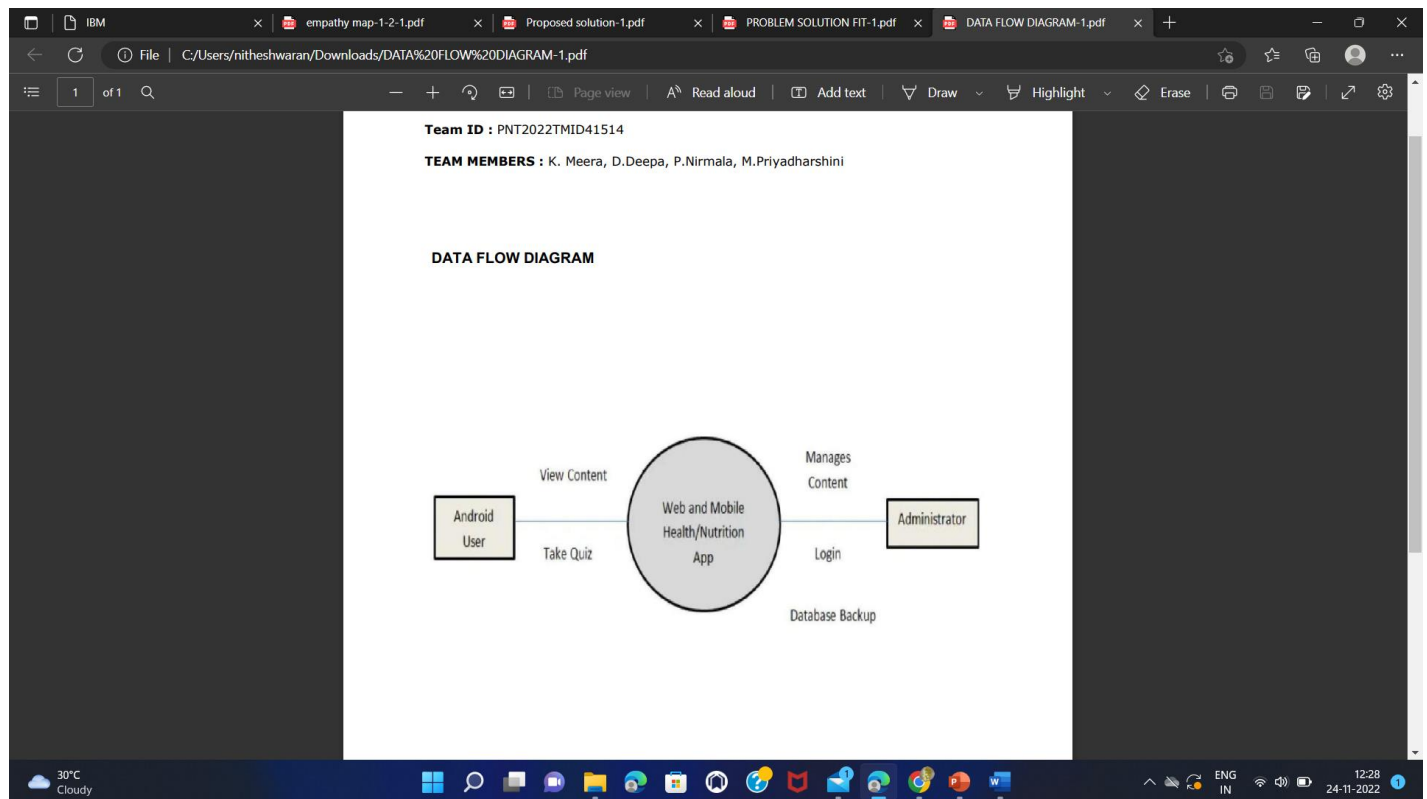 IBM
empathy map-1-2-1.pdf
Proposed solution-1.pdf
PROBLEM SOLUTION FIT-1.pdf
DATA FLOW DIAGRAM-1.pdf
File
C:/Users/nitheshwaran/Downloads/DATA%20FLOW%20DIAGRAM-1.pdf
1 of 1
Page view
Read aloud
Add text
Draw
Highlight
Erase
Team ID : PNT2022TMID41514
TEAM MEMBERS : K. Meera, D.Deepa, P.Nirmala, M.Priyadharshini
DATA FLOW DIAGRAM
Android
User
View Content
Take Quiz
Web and Mobile
Health/Nutrition
App
Manages
Content
Login
Database Backup
Administrator
30°C
Cloudy
ENG
IN
12:28
24-11-2022
1